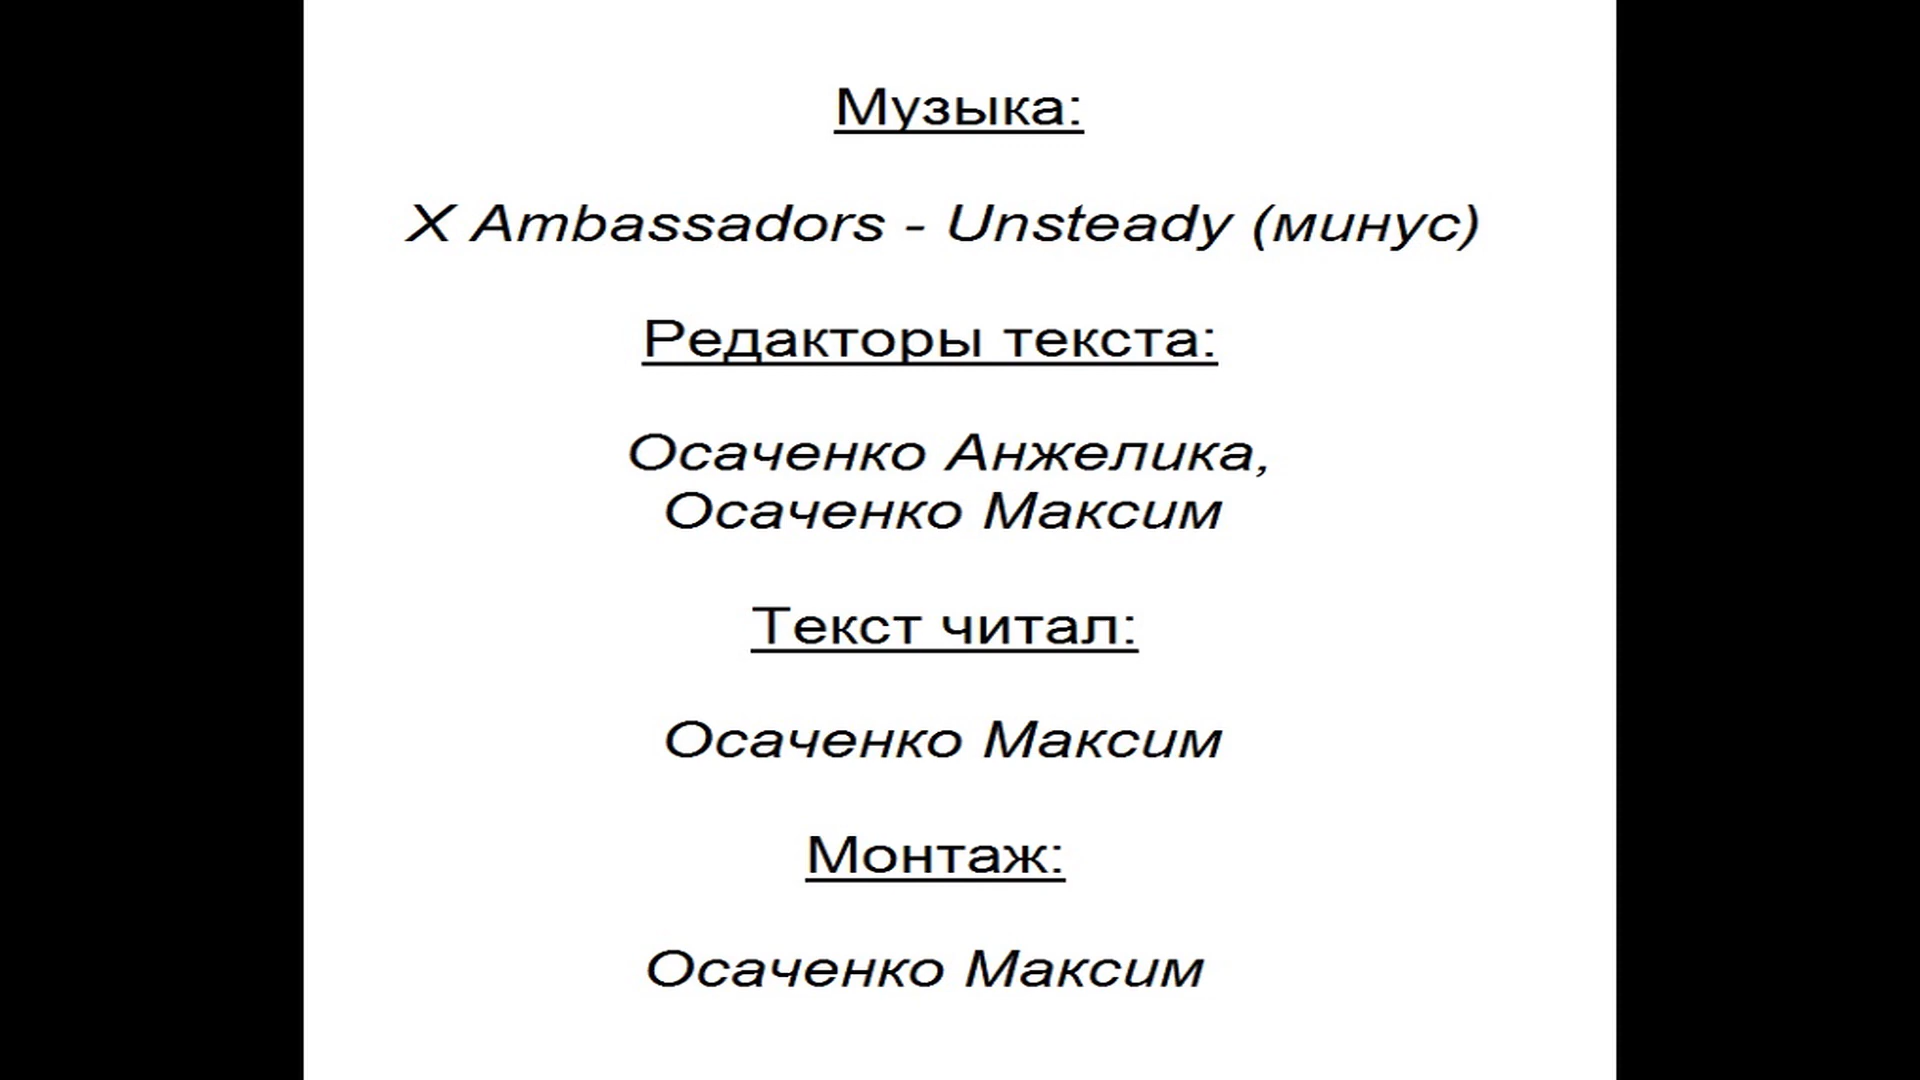 Музыка:
X Ambassadors - Unsteady (минус)
Редакторы текста:
Осаченко Анжелика,
Осаченко Максим
Текст читал:
Осаченко Максим
Монтаж:
Осаченко Максим